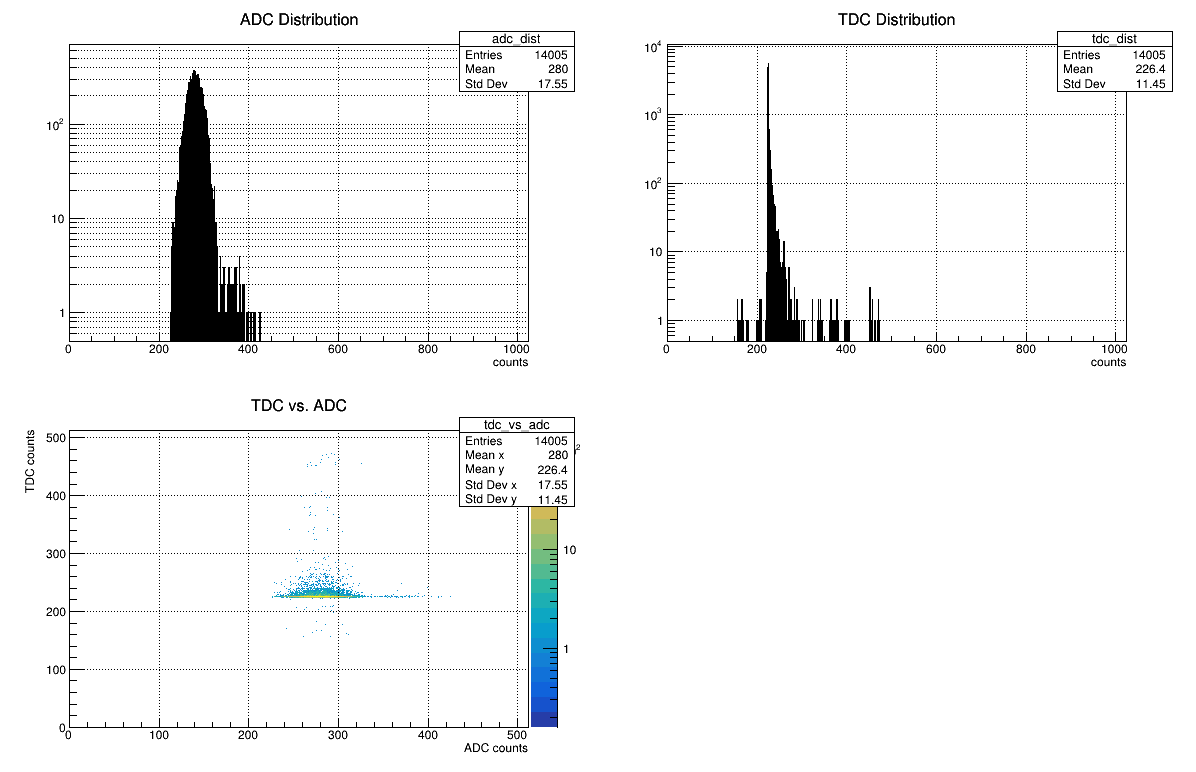 ADC Distribution
adc_dist
Entries 14005
Mean 280
Std Dev 17.55
10²
10
1
0 200 400 600 800 1000
counts
TDC Distribution
tdc_dist
Entries 14005
Mean 226.4
Std Dev 11.45
10⁴
10³
10²
10
1
0 200 400 600 800 1000
counts
TDC vs. ADC
tdc_vs_adc
Entries 14005
Mean x 280
Mean y 226.4
Std Dev x 17.55
Std Dev y 11.45
TDC counts
500
400
300
200
100
0
0 100 200 300 400 500
ADC counts
2
10
1